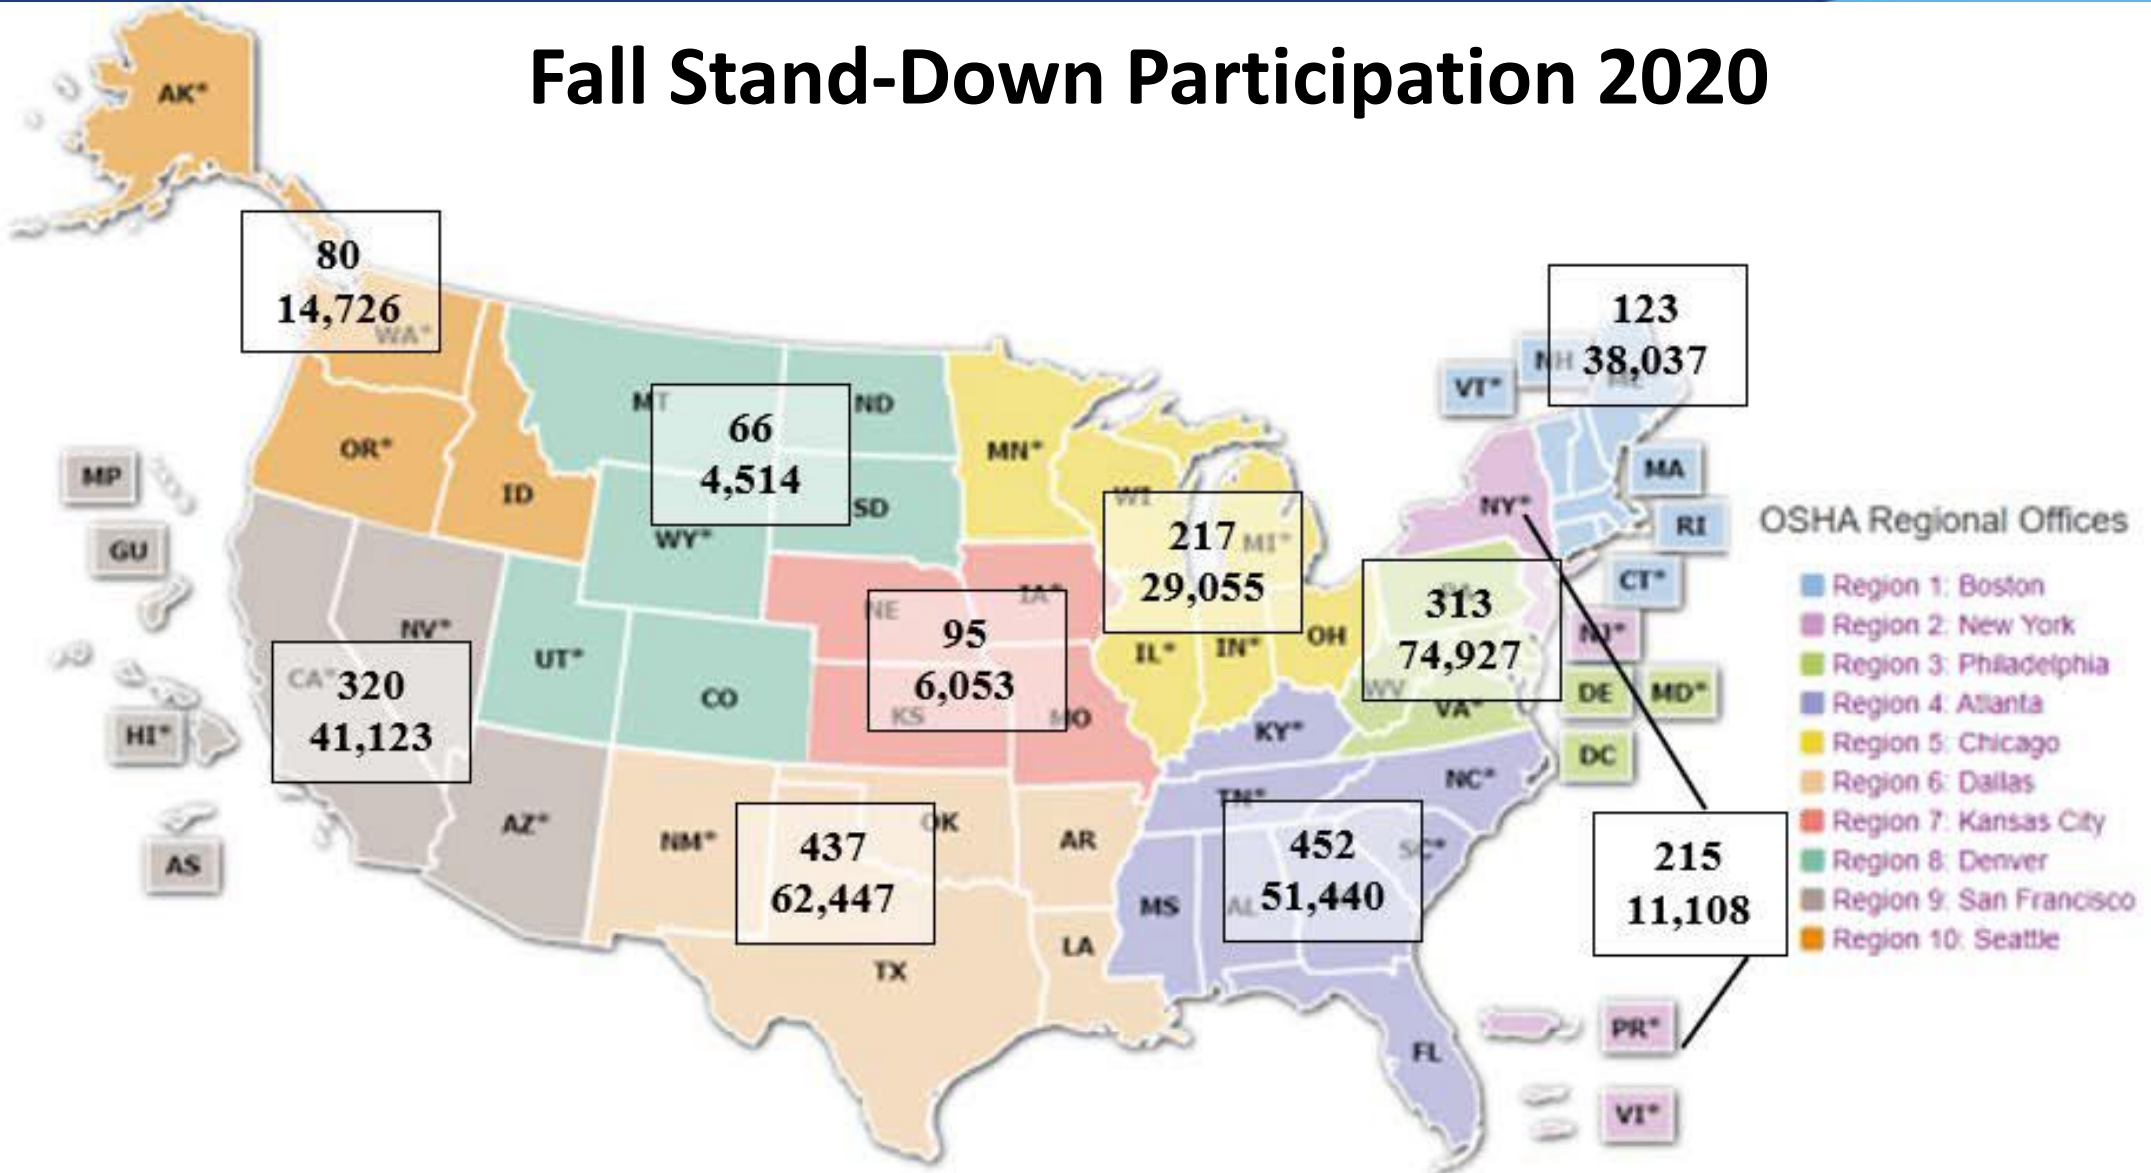 Fall Stand-Down Participation 2020
AK*
80
14,726
WA*
123
38,037
NH
ME
VT*
MT
ND
66
4,514
MN*
OR*
ID
SD
WY*
WI
217
MI*
29,055
MP
GU
NY*
MA
RI
CT*
NJ*
OSHA Regional Offices
Region 1: Boston
Region 2: New York
Region 3: Philadelphia
Region 4: Atlanta
Region 5: Chicago
Region 6: Dallas
Region 7: Kansas City
Region 8: Denver
Region 9: San Francisco
Region 10: Seattle
NE
IA*
95
6,053
KS
MO
PA
313
74,927
WV
VA*
DE
MD*
DC
IL*
IN*
OH
NV*
UT*
CO
CA*
320
41,123
HI*
AS
AZ*
NM*
OK
437
62,447
AR
TX
LA
KY*
TN*
NC*
SC*
452
51,440
MS
AL
FL
215
11,108
PR*
VI*